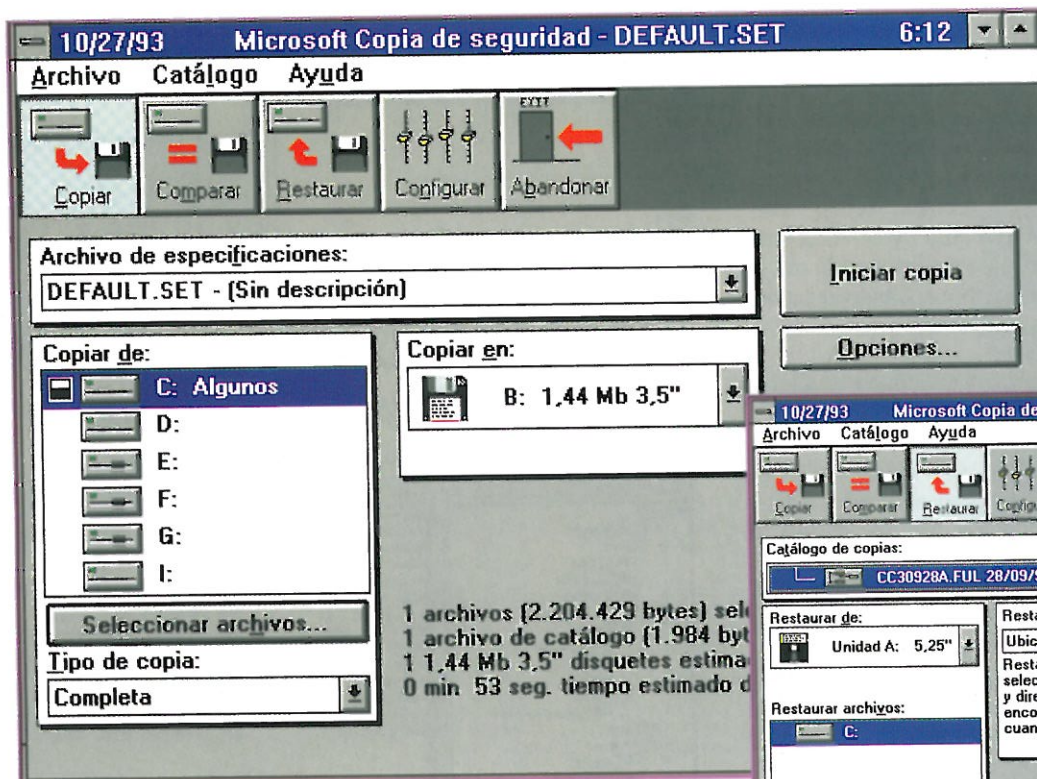 10/27/93 Microsoft Copia de seguridad - DEFAULT.SET 6:12
Archivo Catálogo Ayuda
EXIT
Copiar Comparar Restaurar Configurar Abandonar
Archivo de especificaciones:
DEFAULT.SET - (Sin descripción)
Iniciar copia
Opciones...
Copiar de:
C: Algunos
D:
E:
F:
G:
I:
Seleccionar archivos...
Tipo de copia:
Completa
Copiar en:
B: 1,44 Mb 3,5"
1 archivos (2.204.429 bytes) sele
1 archivo de catálogo (1.984 byt
1 1,44 Mb 3,5" disquetes estima
0 min 53 seg. tiempo estimado d
10/27/93 Microsoft Copia de
Archivo Catálogo Ayuda
Copiar Comparar Restaurar Configu
Catálogo de copias:
CC30928A.FUL 28/09/9
Restaurar de:
Unidad A: 5,25"
Restaurar archivos:
C:
Resta
Ubic
Resta
selec
y dire
enco
cuan